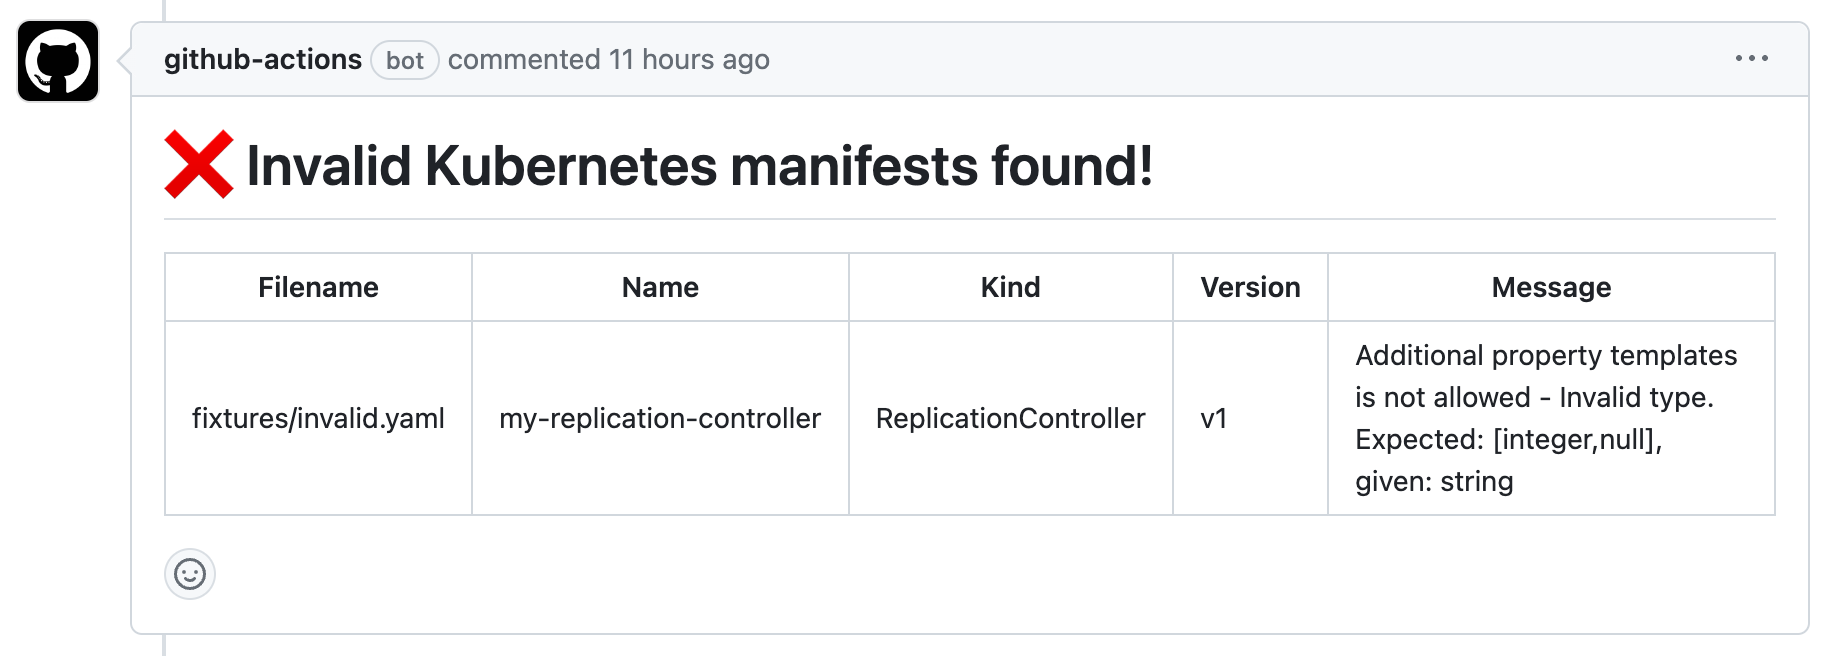 github-actions bot commented 11 hours ago
❌ Invalid Kubernetes manifests found!
Filename Name Kind Version Message
fixtures/invalid.yaml my-replication-controller ReplicationController v1 Additional property templates
is not allowed - Invalid type.
Expected: [integer,null],
given: string